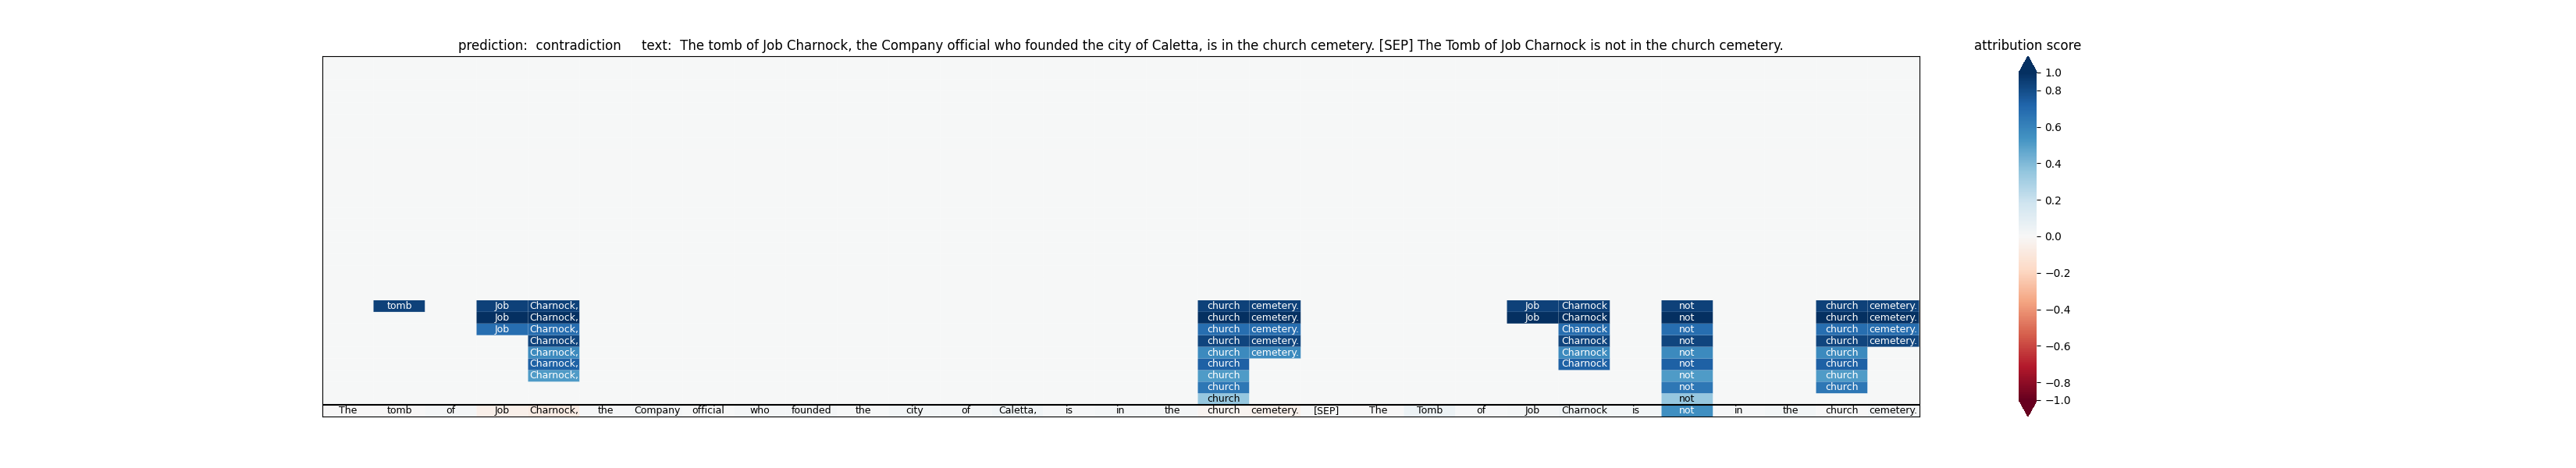 prediction: contradiction text: The tomb of Job Charnock, the Company official who founded the city of Caletta, is in the church cemetery. [SEP] The Tomb of Job Charnock is not in the church cemetery.
attribution score
1.0
0.8
0.6
0.4
0.2
0.0
−0.2
−0.4
−0.6
−0.8
−1.0
tomb Job Charnock, church cemetery. Job Charnock not church cemetery.
Job Charnock, church cemetery. Job Charnock not church cemetery.
Job Charnock, church cemetery. Charnock not church cemetery.
Charnock, church cemetery. Charnock not church cemetery.
Charnock, church cemetery. Charnock not church
Charnock, church Charnock not church
Charnock, church not church
church not church
church not
The tomb of Job Charnock, the Company official who founded the city of Caletta, is in the church cemetery. [SEP] The Tomb of Job Charnock is not in the church cemetery.